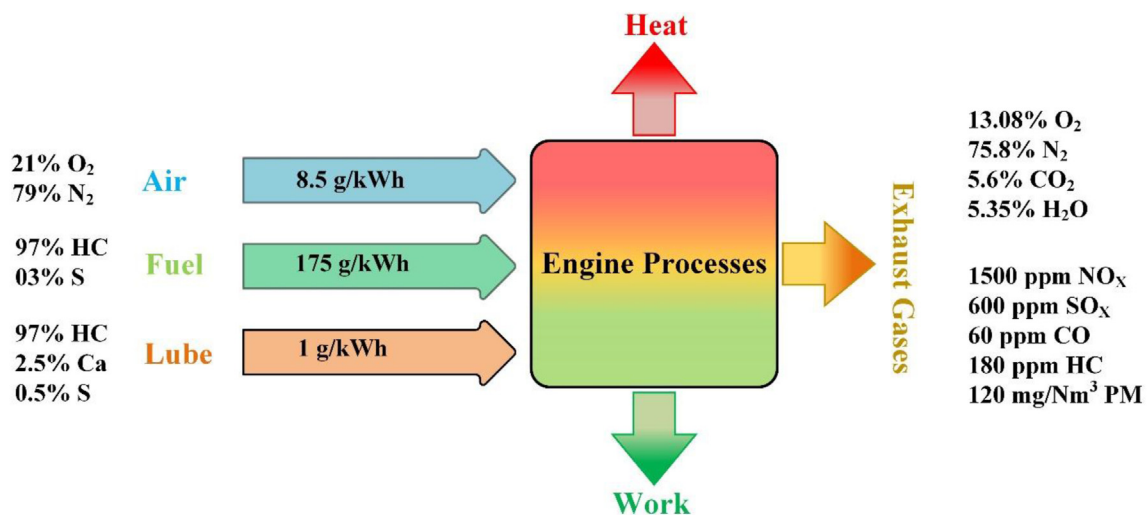 Heat
21% O₂
79% N₂
Air
8.5 g/kWh
97% HC
03% S
Fuel
175 g/kWh
97% HC
2.5% Ca
0.5% S
Lube
1 g/kWh
Engine Processes
Work
Exhaust Gases
13.08% O₂
75.8% N₂
5.6% CO₂
5.35% H₂O
1500 ppm NOₓ
600 ppm SOₓ
60 ppm CO
180 ppm HC
120 mg/Nm³ PM